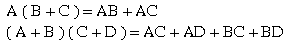 A ( B + C ) = AB + AC
( A + B ) ( C + D ) = AC + AD + BC + BD